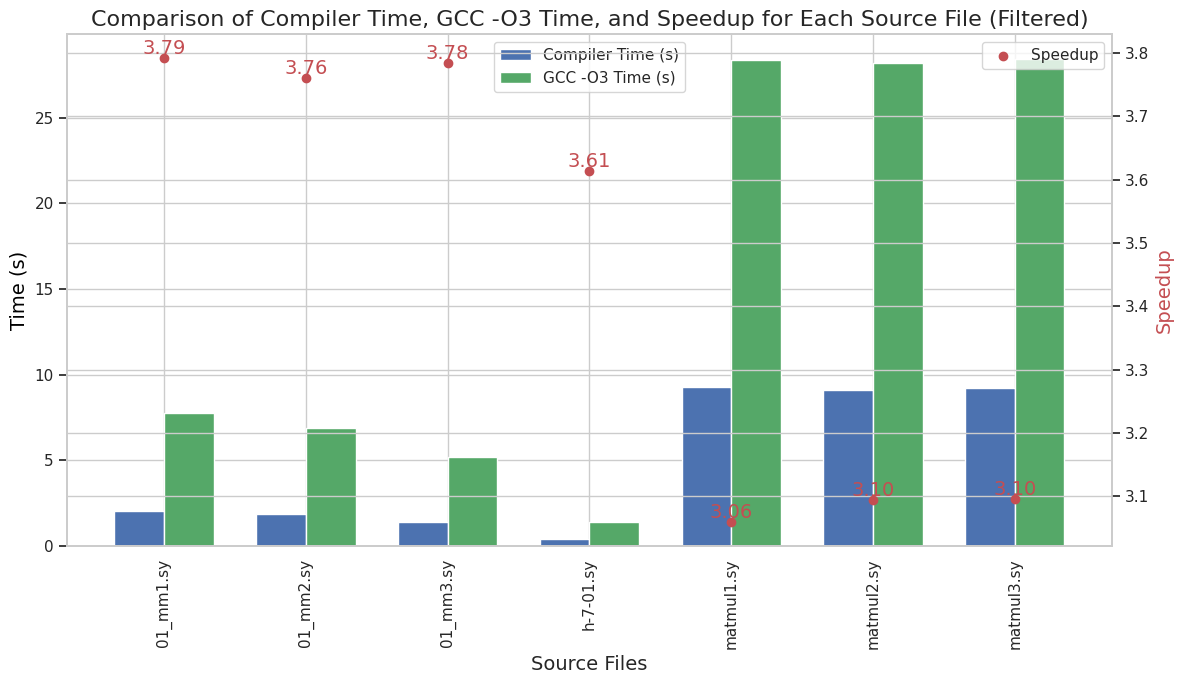 Comparison of Compiler Time, GCC -O3 Time, and Speedup for Each Source File (Filtered)
Compiler Time (s)
GCC -O3 Time (s)
Speedup
3.79
3.76
3.78
3.61
3.06
3.10
3.10
Time (s)
25
20
15
10
5
0
3.8
3.7
3.6
3.5
3.4
3.3
3.2
3.1
Speedup
01_mm1.sy
01_mm2.sy
01_mm3.sy
h-7-01.sy
matmul1.sy
matmul2.sy
matmul3.sy
Source Files